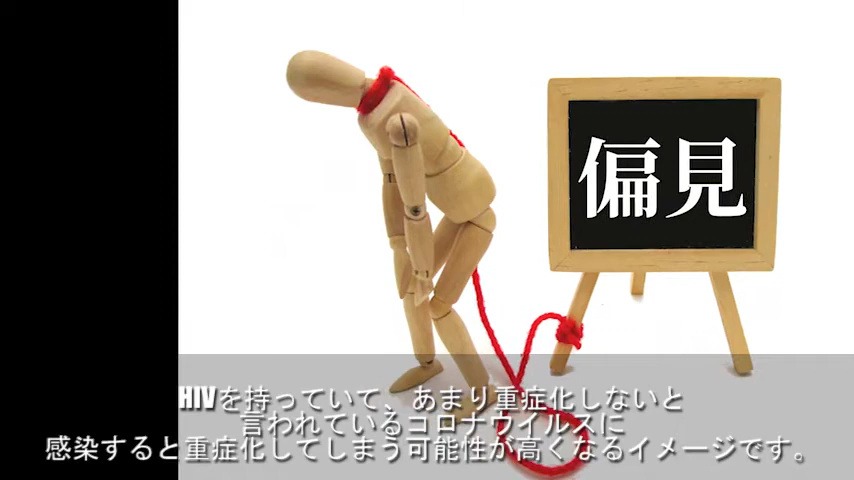 偏見
HIVを持っていて、あまり重症化しないと
言われているコロナウイルスに
感染すると重症化してしまう可能性が高くなるイメージです。